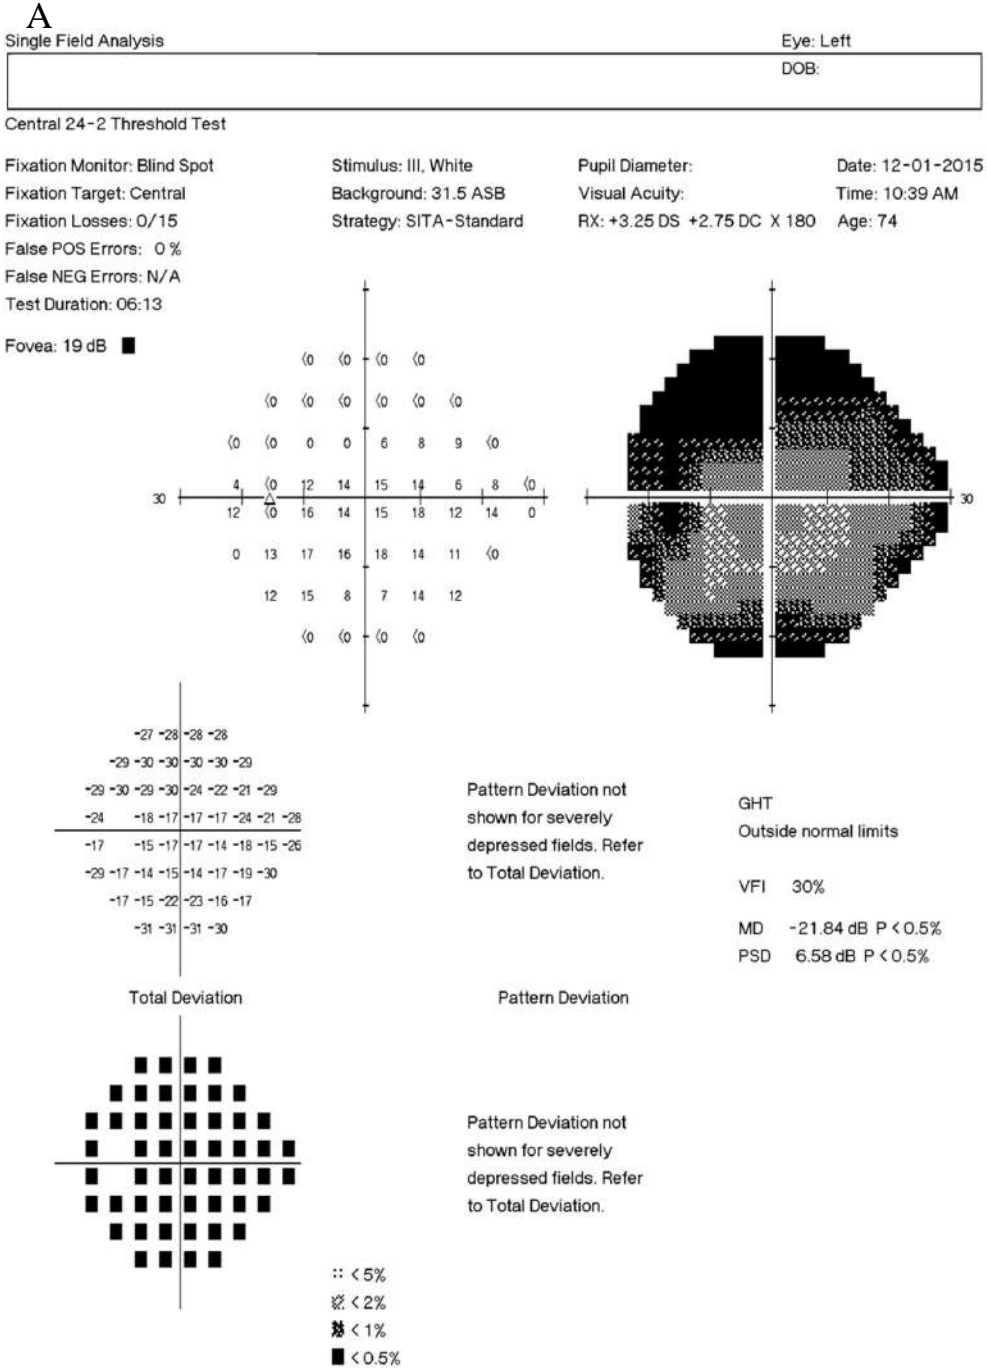 A
Single Field Analysis Eye: Left
DOB:
Central 24-2 Threshold Test
Fixation Monitor: Blind Spot Stimulus: III, White Pupil Diameter: Date: 12-01-2015
Fixation Target: Central Background: 31.5 ASB Visual Acuity: Time: 10:39 AM
Fixation Losses: 0/15 Strategy: SITA-Standard RX: +3.25 DS +2.75 DC X 180 Age: 74
False POS Errors: 0 %
False NEG Errors: N/A
Test Duration: 06:13
Fovea: 19 dB
<0 <0 <0 <0
<0 <0 <0 <0 <0 <0
<0 <0 0 0 6 8 9 <0
4 <0 12 14 15 14 6 8 <0
30 30
12 <0 16 14 15 18 12 14 0
0 13 17 16 18 14 11 <0
12 15 8 7 14 12
<0 <0 <0 <0
-27 -28 -28 -28
-29 -30 -30 -30 -30 -29
-29 -30 -29 -30 -24 -22 -21 -29
-24 -18 -17 -17 -17 -24 -21 -28
-17 -15 -17 -17 -14 -18 -15 -26
-29 -17 -14 -15 -14 -17 -19 -30
-17 -15 -22 -23 -16 -17
-31 -31 -31 -30
Pattern Deviation not
shown for severely
depressed fields. Refer
to Total Deviation.
GHT
Outside normal limits
VFI 30%
MD -21.84 dB P < 0.5%
PSD 6.58 dB P < 0.5%
Total Deviation Pattern Deviation
Pattern Deviation not
shown for severely
depressed fields. Refer
to Total Deviation.
< 5%
< 2%
< 1%
< 0.5%